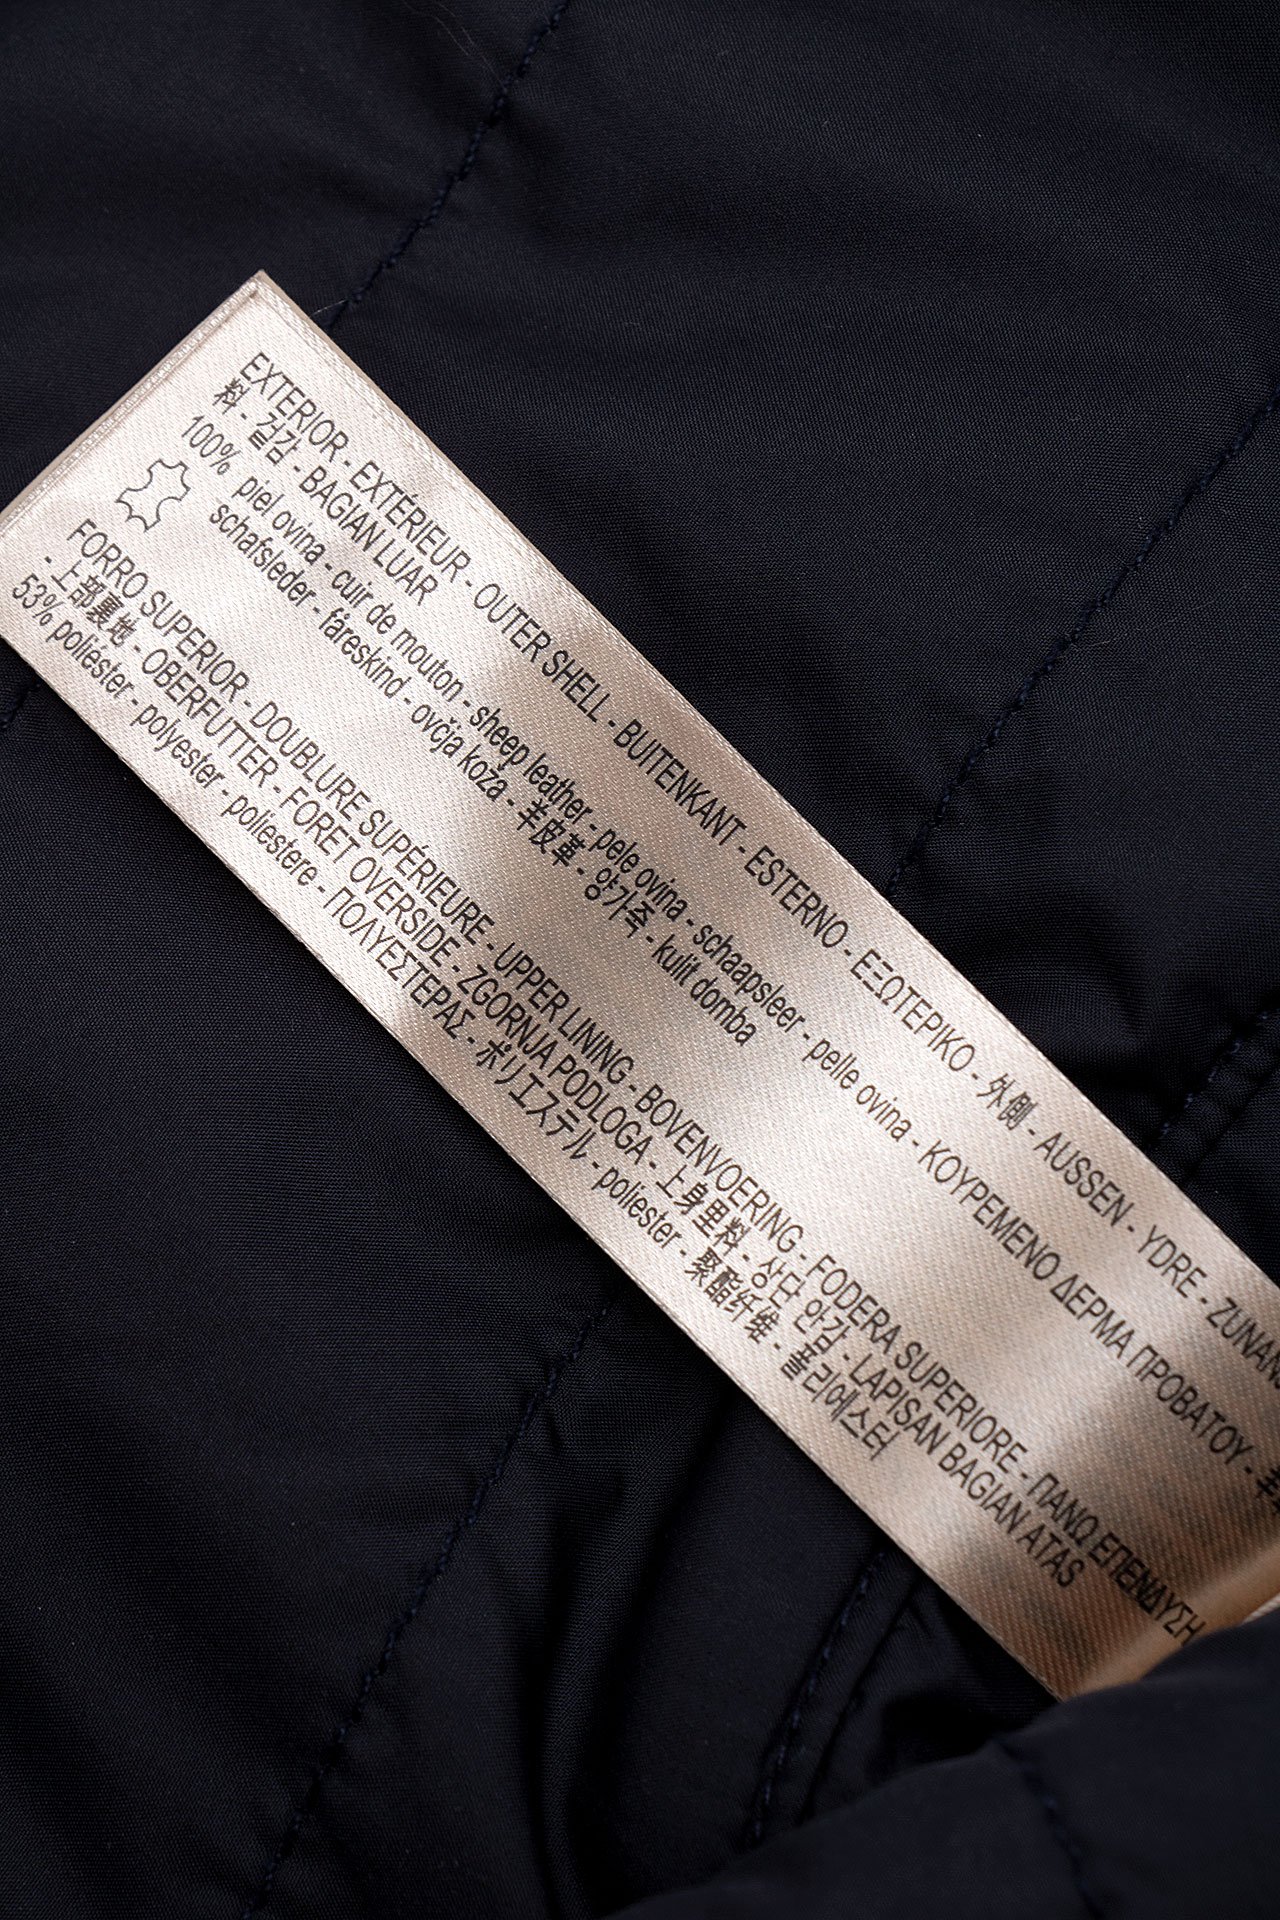 EXTERIOR - EXTÉRIEUR - OUTER SHELL - BUITENKANT - ESTERNO - ΕΞΩΤΕΡΙΚΟ - 外側 - AUSSEN - YDRE - ZUNAN
料 - 겉감 - BAGIAN LUAR
100% piel ovina - cuir de mouton - sheep leather - pele ovina - schaapsleer - pelle ovina - ΚΟΥΡΕΜΕΝΟ ΔΕΡΜΑ ΠΡΟΒΑΤΟΥ - 羊
schafsleder - fåreskind - ovčja koža - 羊皮革 - 양가죽 - kulit domba
FORRO SUPERIOR - DOUBLURE SUPÉRIEURE - UPPER LINING - BOVENVOERING - FODERA SUPERIORE - ΠΑΝΩ ΕΠΕΝΔΥΣΗ
- 上部裏地 - OBERFUTTER - FORET OVERSIDE - ZGORNJA PODLOGA - 上身里料 - 상단 안감 - LAPISAN BAGIAN ATAS
53% poliéster - polyester - poliestere - ΠΟΛΥΕΣΤΕΡΑΣ - ポリエステル - poliester - 聚酯纤维 - 폴리에스터